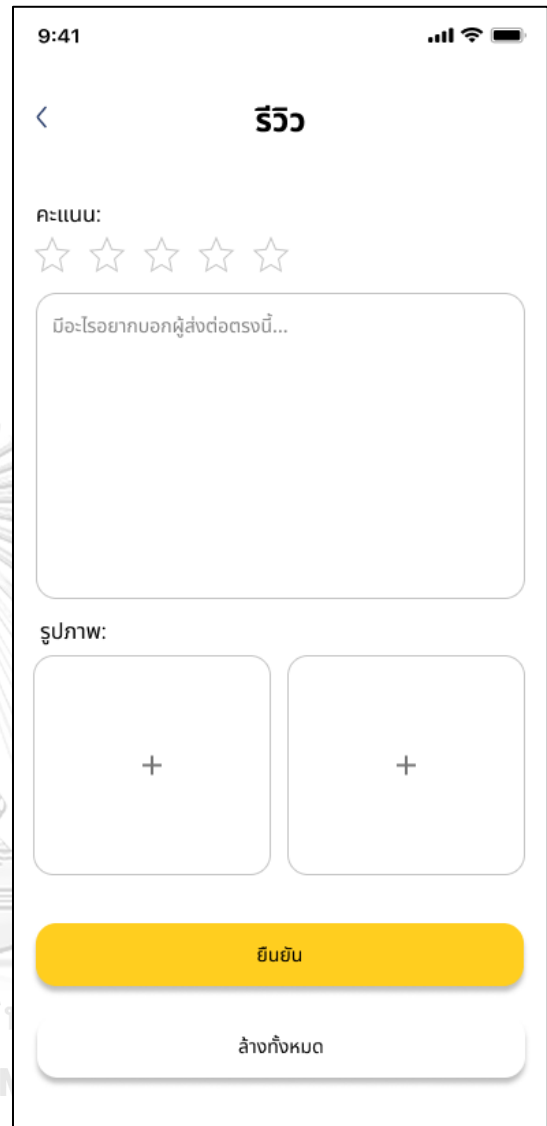 9:41
รีวิว
คะแนน:
มีอะไรอยากบอกผู้ส่งต่อตรงนี้...
รูปภาพ:
+
+
ยืนยัน
ล้างทั้งหมด